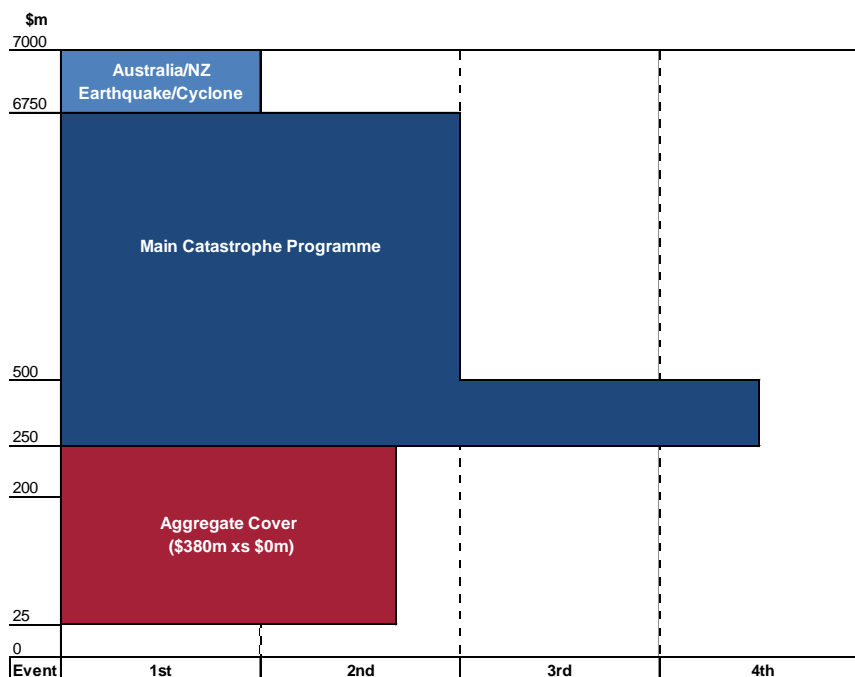 $m
7000
Australia/NZ
Earthquake/Cyclone
6750
Main Catastrophe Programme
500
250
200
Aggregate Cover
($380m xs $0m)
25
0
Event 1st 2nd 3rd 4th